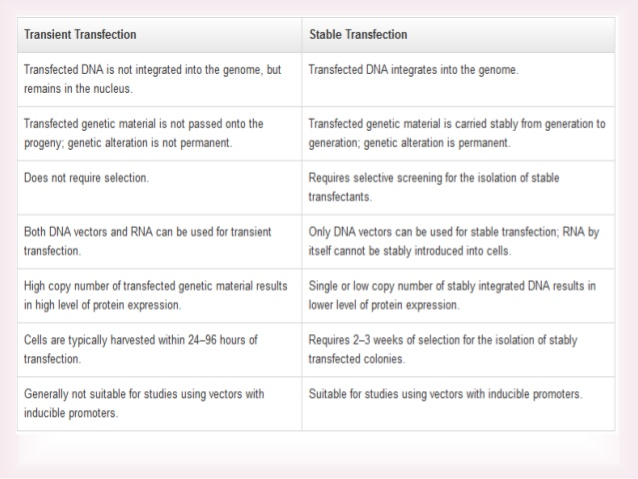 Transient Transfection
Stable Transfection
Transfected DNA is not integrated into the genome, but
remains in the nucleus.
Transfected DNA integrates into the genome.
Transfected genetic material is not passed onto the
progeny; genetic alteration is not permanent.
Transfected genetic material is carried stably from generation to
generation; genetic alteration is permanent.
Does not require selection.
Requires selective screening for the isolation of stable
transfectants.
Both DNA vectors and RNA can be used for transient
transfection.
Only DNA vectors can be used for stable transfection; RNA by
itself cannot be stably introduced into cells.
High copy number of transfected genetic material results
in high level of protein expression.
Single or low copy number of stably integrated DNA results in
lower level of protein expression.
Cells are typically harvested within 24–96 hours of
transfection.
Requires 2–3 weeks of selection for the isolation of stably
transfected colonies.
Generally not suitable for studies using vectors with
inducible promoters.
Suitable for studies using vectors with inducible promoters.